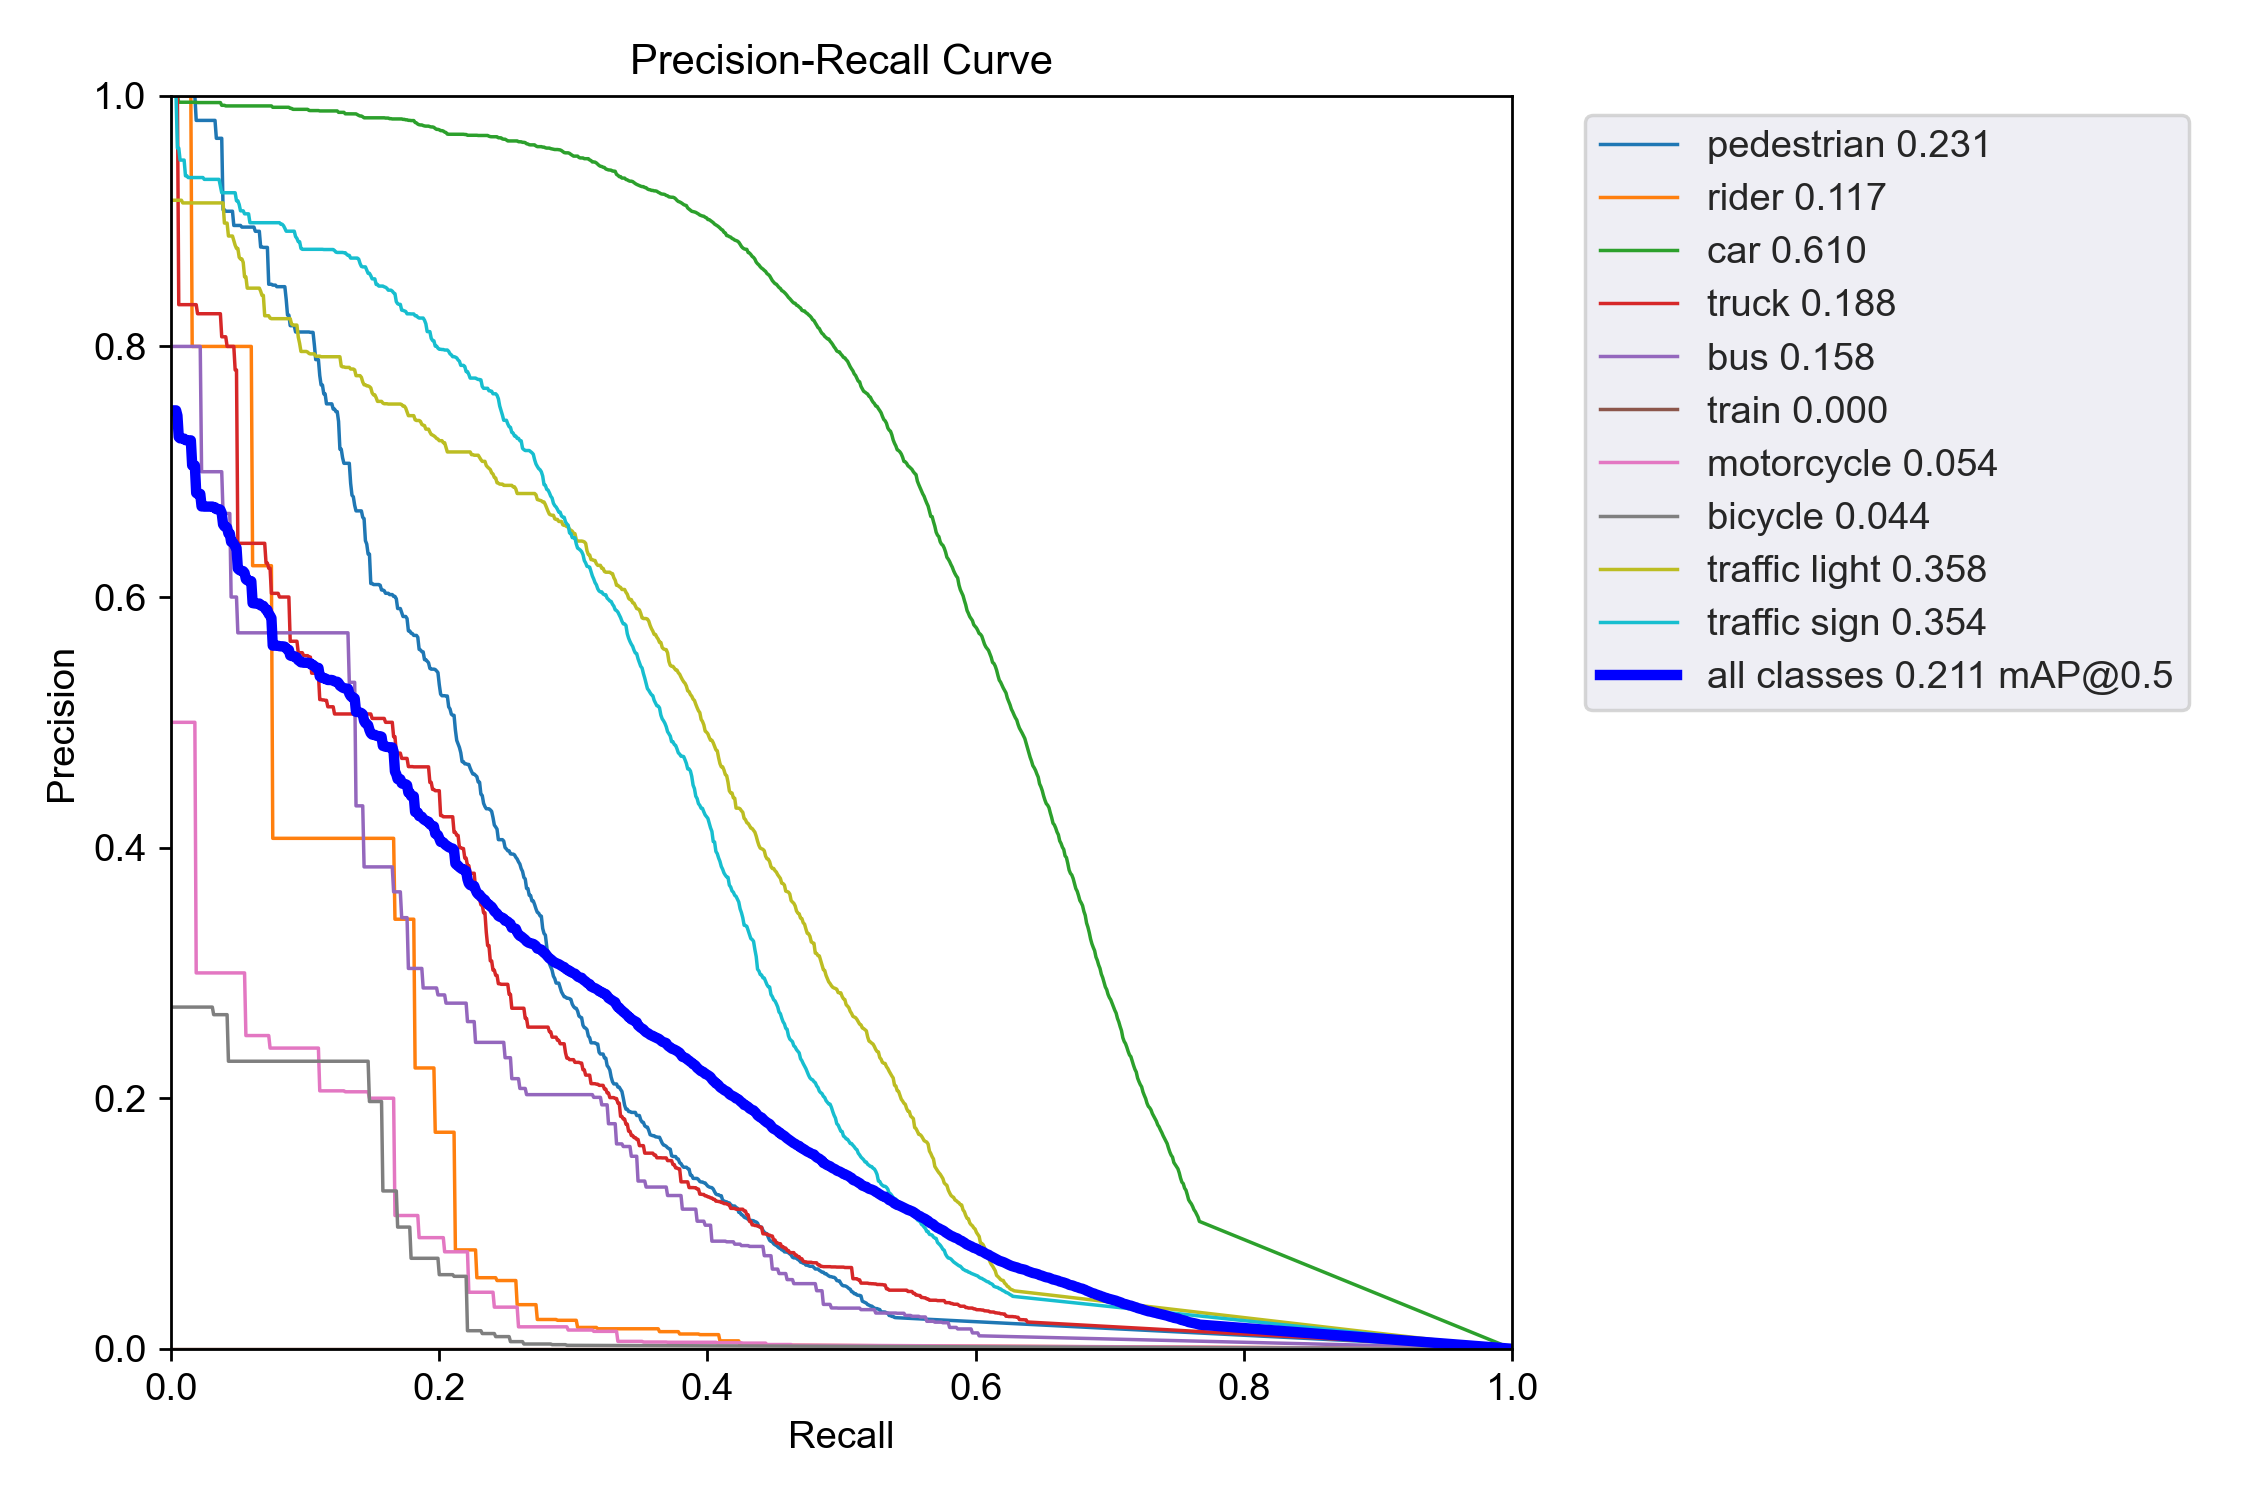 Precision-Recall Curve
1.0
0.8
0.6
0.4
0.2
0.0
Precision
0.0 0.2 0.4 0.6 0.8 1.0
Recall
pedestrian 0.231
rider 0.117
car 0.610
truck 0.188
bus 0.158
train 0.000
motorcycle 0.054
bicycle 0.044
traffic light 0.358
traffic sign 0.354
all classes 0.211 mAP@0.5